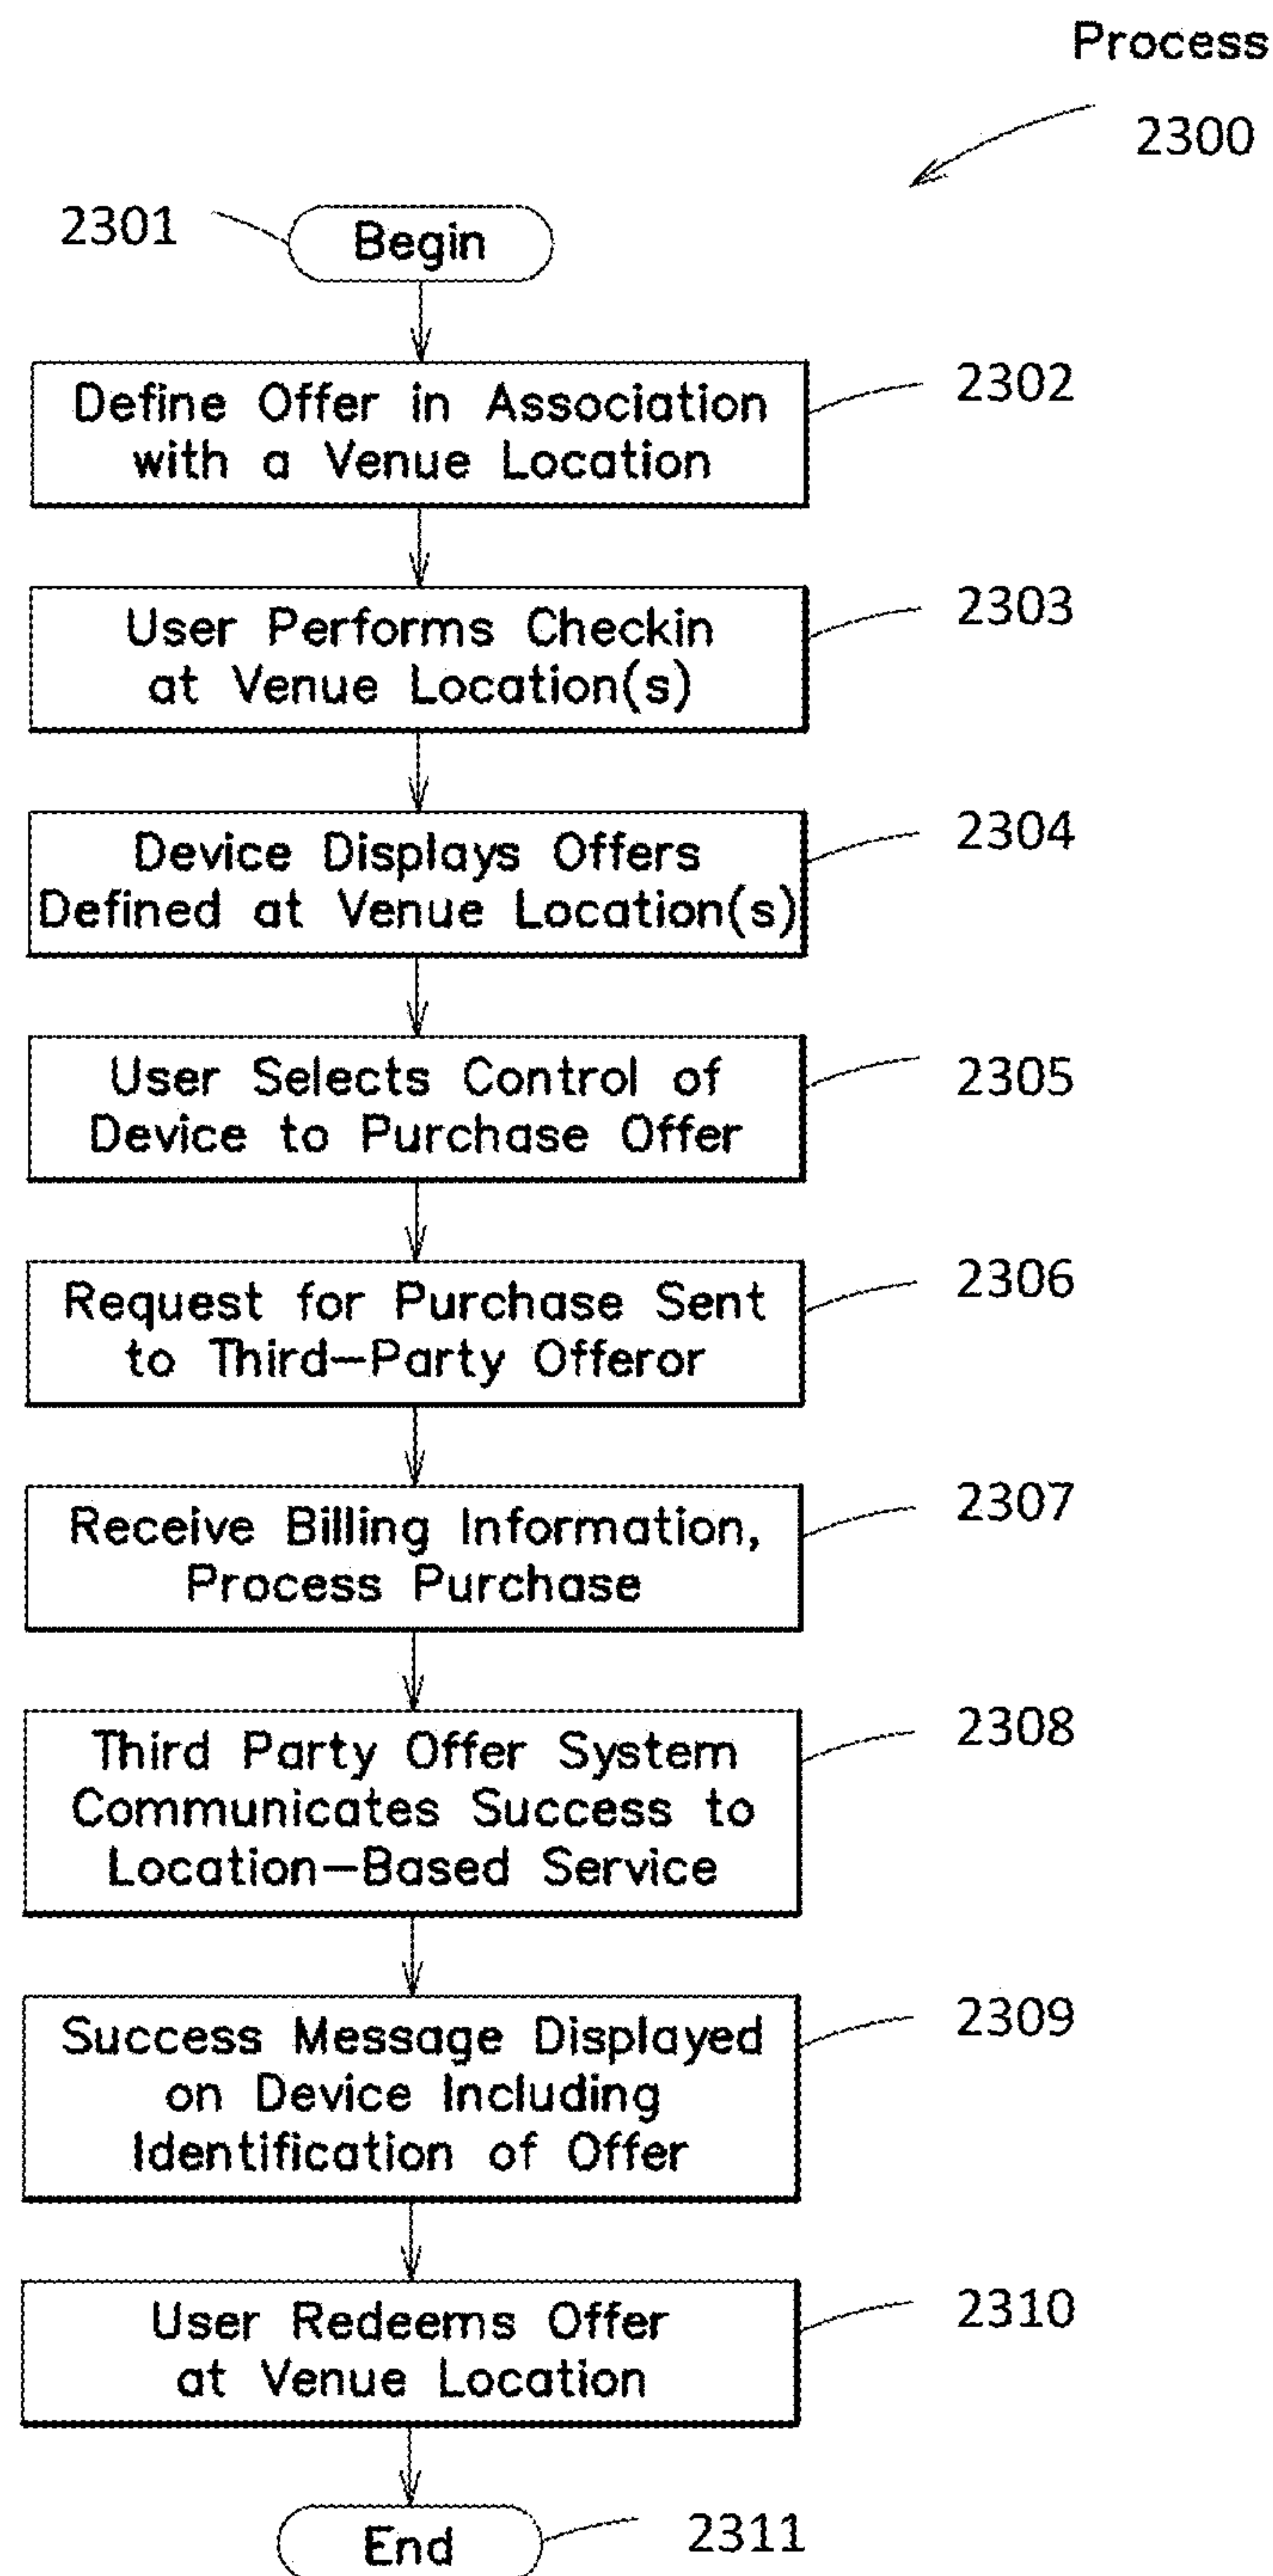 Process
2300
2301
Begin
2302
Define Offer in Association
with a Venue Location
2303
User Performs Checkin
at Venue Location(s)
2304
Device Displays Offers
Defined at Venue Location(s)
2305
User Selects Control of
Device to Purchase Offer
2306
Request for Purchase Sent
to Third-Party Offeror
2307
Receive Billing Information,
Process Purchase
2308
Third Party Offer System
Communicates Success to
Location-Based Service
2309
Success Message Displayed
on Device Including
Identification of Offer
2310
User Redeems Offer
at Venue Location
End
2311